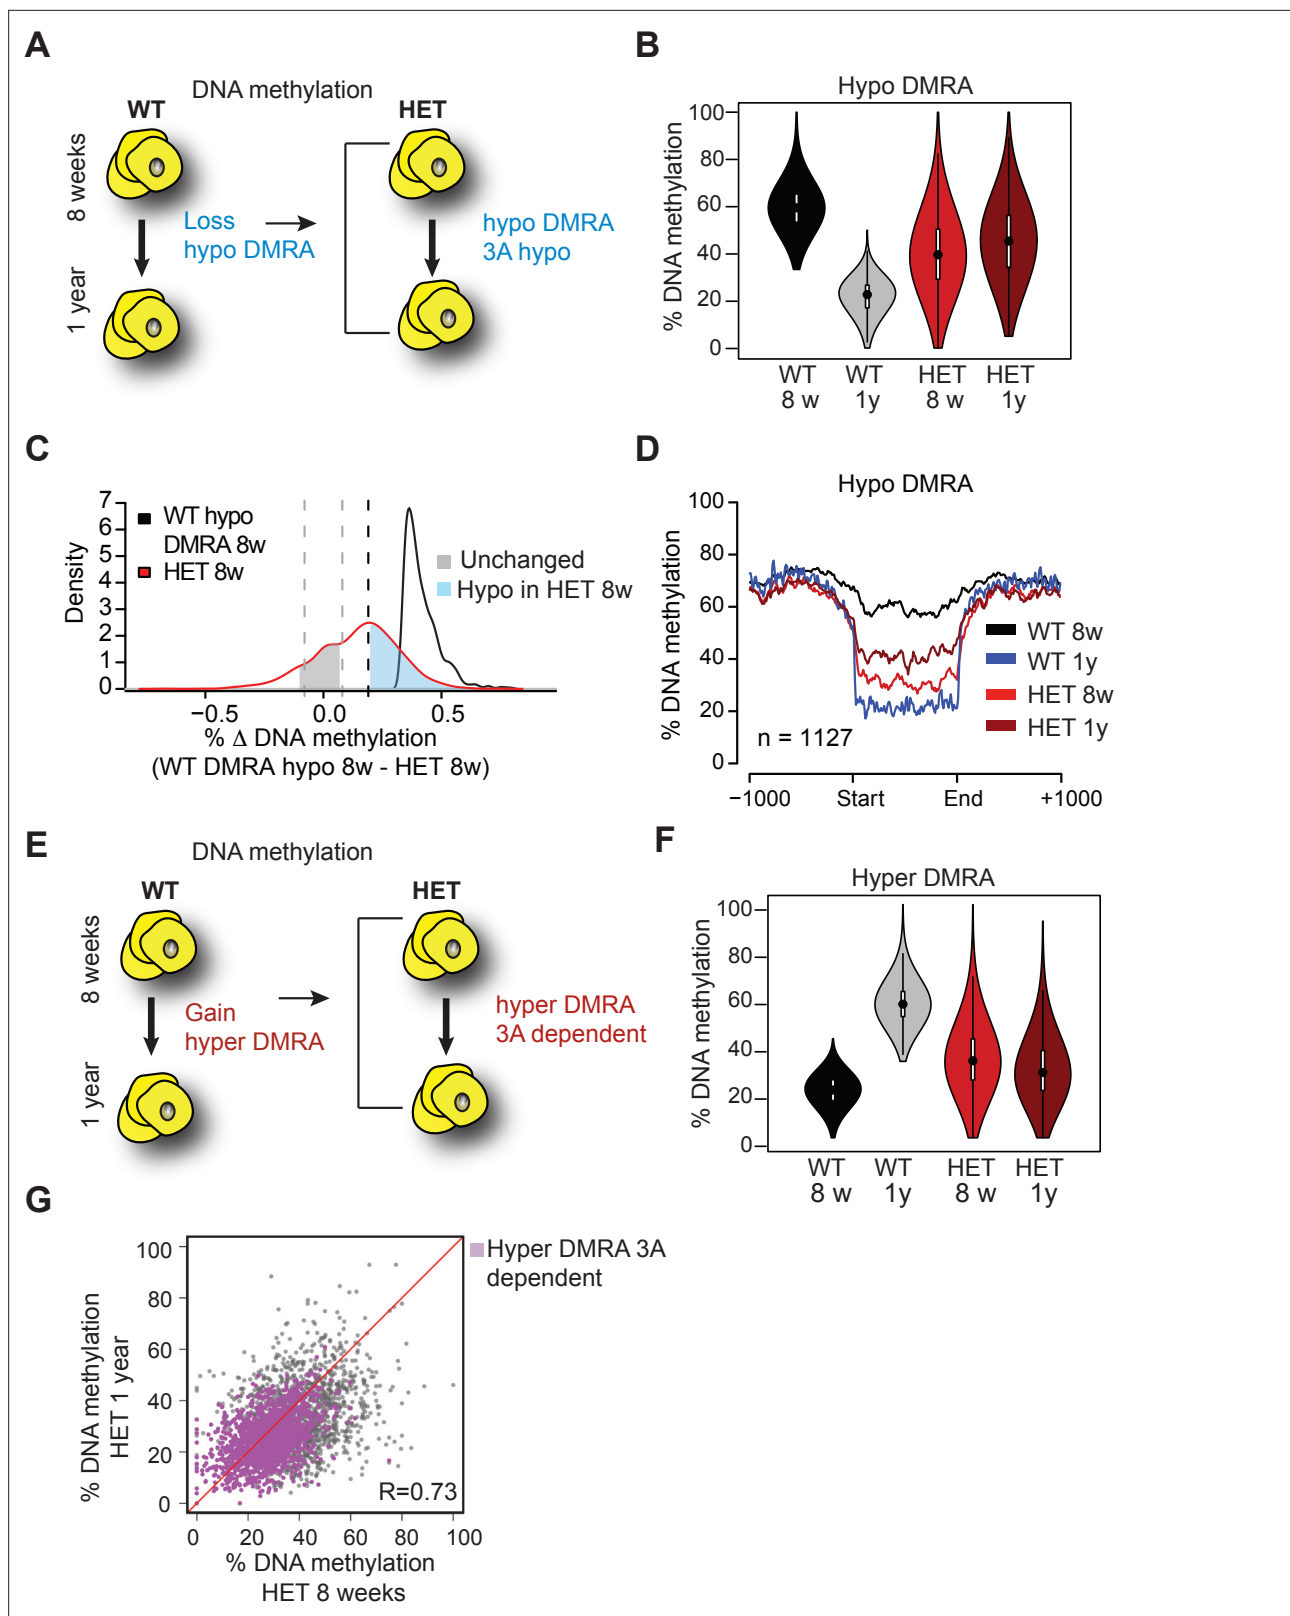 A
DNA methylation
WT
HET
8 weeks
1 year
Loss
hypo DMRA
hypo DMRA
3A hypo
B
Hypo DMRA
% DNA methylation
100
80
60
40
20
0
WT
8 w
WT
1y
HET
8 w
HET
1y
C
Density
7
6
5
4
3
2
1
0
WT hypo
DMRA 8w
HET 8w
Unchanged
Hypo in HET 8w
−0.5
0.0
0.5
% Δ DNA methylation
(WT DMRA hypo 8w - HET 8w)
D
Hypo DMRA
% DNA methylation
100
80
60
40
20
0
WT 8w
WT 1y
HET 8w
HET 1y
n = 1127
−1000
Start
End
+1000
E
DNA methylation
WT
HET
8 weeks
1 year
Gain
hyper DMRA
hyper DMRA
3A dependent
F
Hyper DMRA
% DNA methylation
100
80
60
40
20
0
WT
8 w
WT
1y
HET
8 w
HET
1y
G
% DNA methylation
HET 1 year
100
80
60
40
20
0
Hyper DMRA 3A
dependent
R=0.73
0
20
40
60
80
100
% DNA methylation
HET 8 weeks